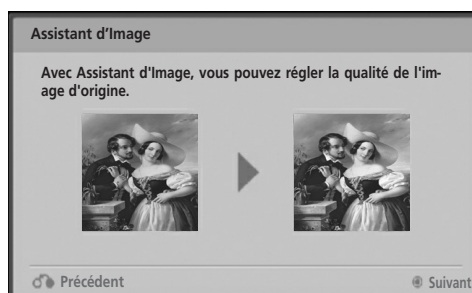 Assistant d'Image
Avec Assistant d'Image, vous pouvez régler la qualité de l'im-
age d'origine.
Précédent
Suivant